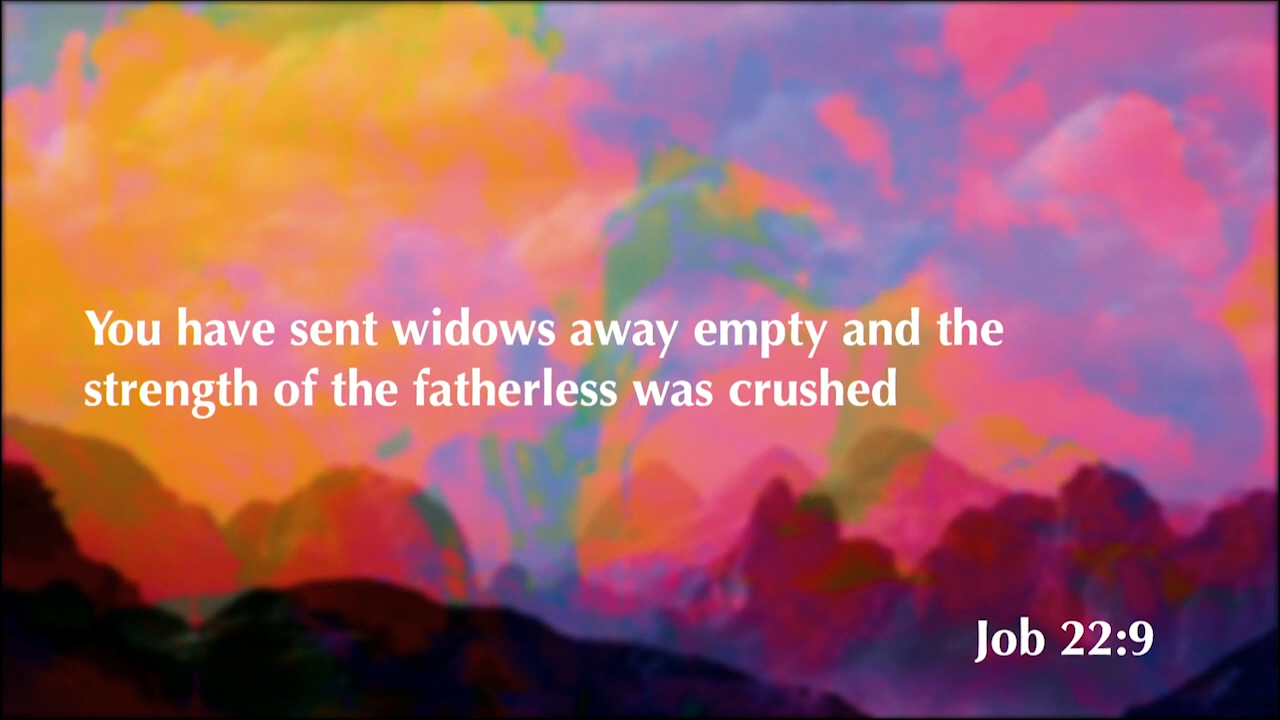 You have sent widows away empty and the
strength of the fatherless was crushed
Job 22:9